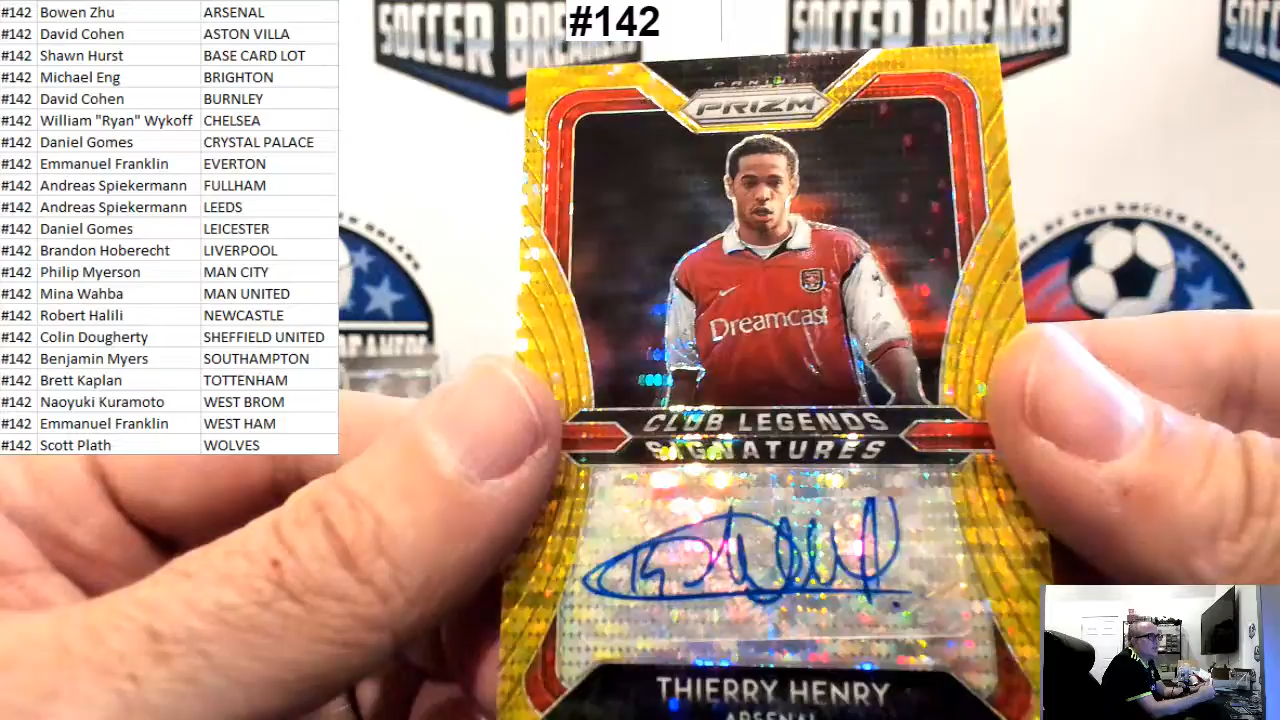 #142 Bowen Zhu ARSENAL
#142 David Cohen ASTON VILLA
#142 Shawn Hurst BASE CARD LOT
#142 Michael Eng BRIGHTON
#142 David Cohen BURNLEY
#142 William "Ryan" Wykoff CHELSEA
#142 Daniel Gomes CRYSTAL PALACE
#142 Emmanuel Franklin EVERTON
#142 Andreas Spiekermann FULLHAM
#142 Andreas Spiekermann LEEDS
#142 Daniel Gomes LEICESTER
#142 Brandon Hoberecht LIVERPOOL
#142 Philip Myerson MAN CITY
#142 Mina Wahba MAN UNITED
#142 Robert Halili NEWCASTLE
#142 Colin Dougherty SHEFFIELD UNITED
#142 Benjamin Myers SOUTHAMPTON
#142 Brett Kaplan TOTTENHAM
#142 Naoyuki Kuramoto WEST BROM
#142 Emmanuel Franklin WEST HAM
#142 Scott Plath WOLVES
#142
SOCCER BREAKERS
SOCCER
PANINI
PRIZM
Dreamcast
CLUB LEGENDS
SIGNATURES
THIERRY HENRY
ARSENAL